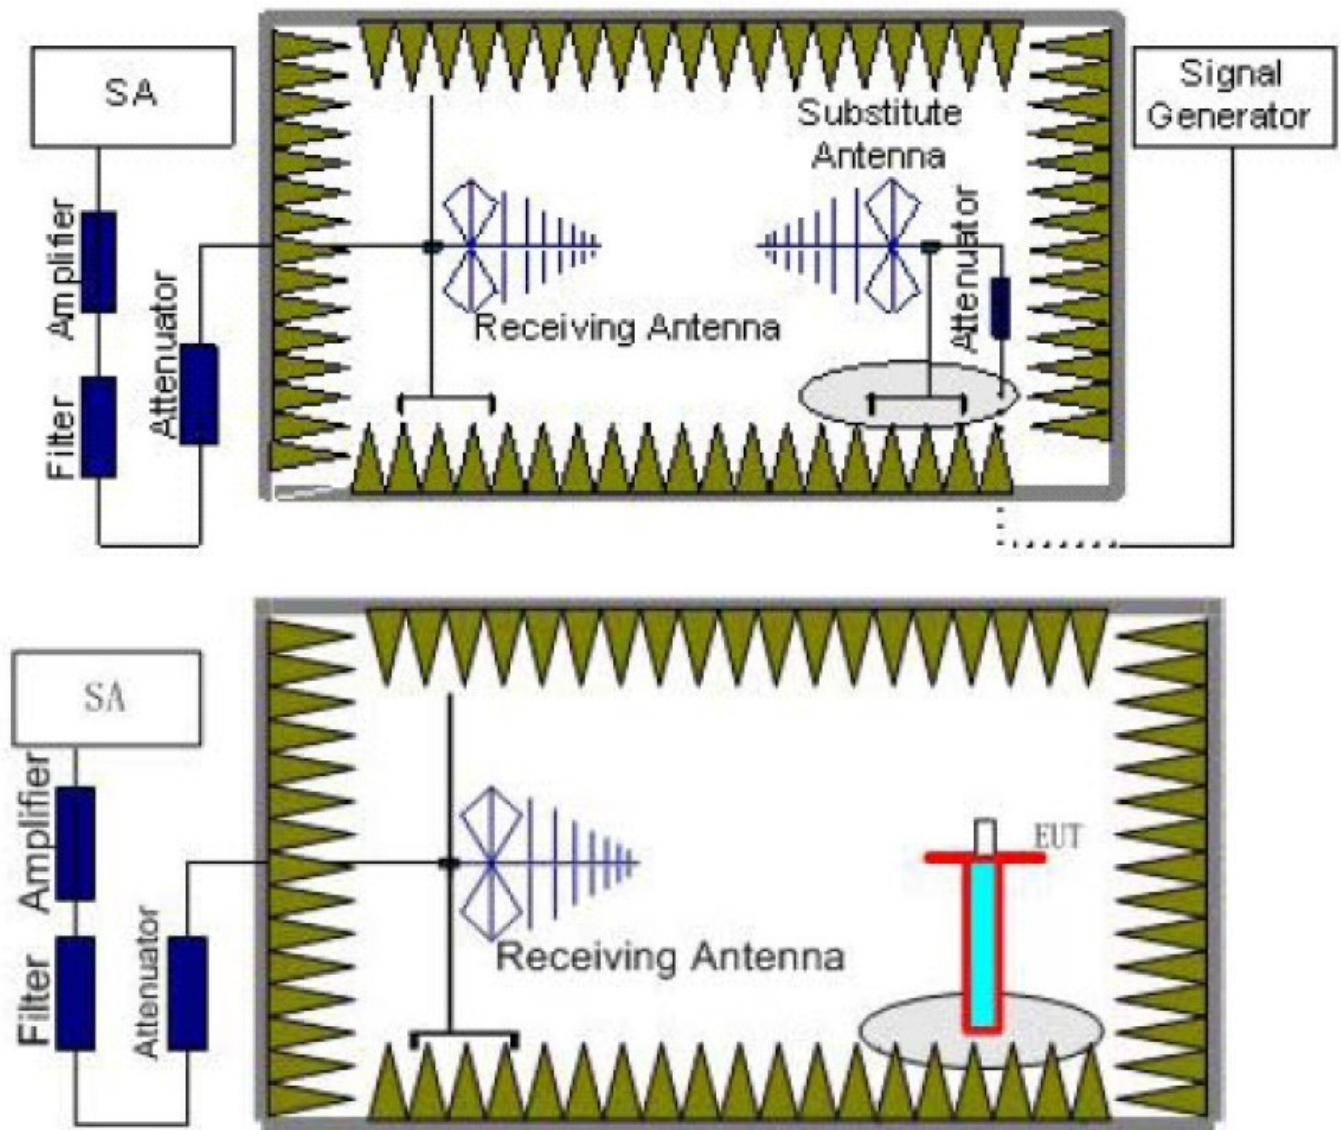 SA
Signal
Generator
Substitute
Antenna
Amplifier
Attenuator
Attenuator
Receiving Antenna
Filter
SA
Amplifier
EUT
Receiving Antenna
Filter
Attenuator